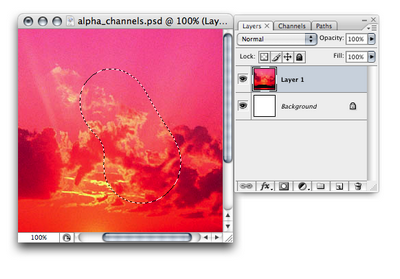 alpha_channels.psd @ 100% (Lay...
Layers × Channels Paths
Normal Opacity: 100%
Lock: Fill: 100%
Layer 1
Background
100%